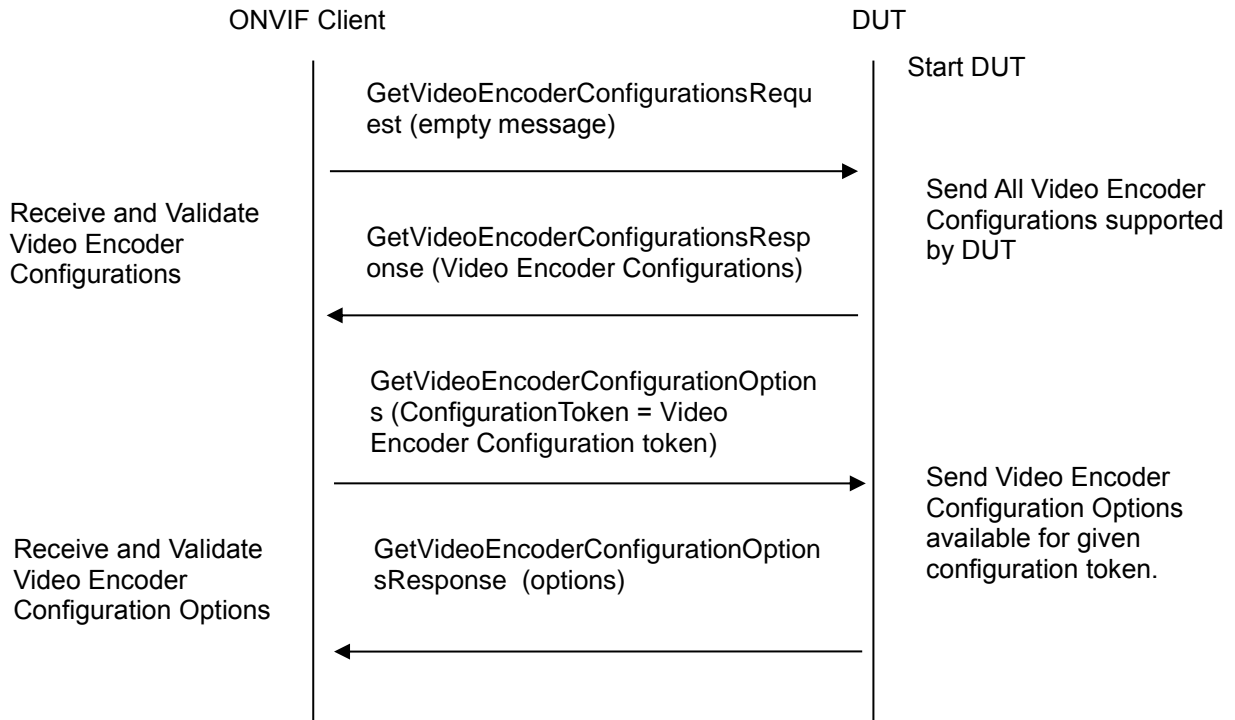 ONVIF Client
DUT
Start DUT
GetVideoEncoderConfigurationsRequ
est (empty message)
Send All Video Encoder
Configurations supported
by DUT
Receive and Validate
Video Encoder
Configurations
GetVideoEncoderConfigurationsResp
onse (Video Encoder Configurations)
GetVideoEncoderConfigurationOption
s (ConfigurationToken = Video
Encoder Configuration token)
Send Video Encoder
Configuration Options
available for given
configuration token.
Receive and Validate
Video Encoder
Configuration Options
GetVideoEncoderConfigurationOption
sResponse (options)